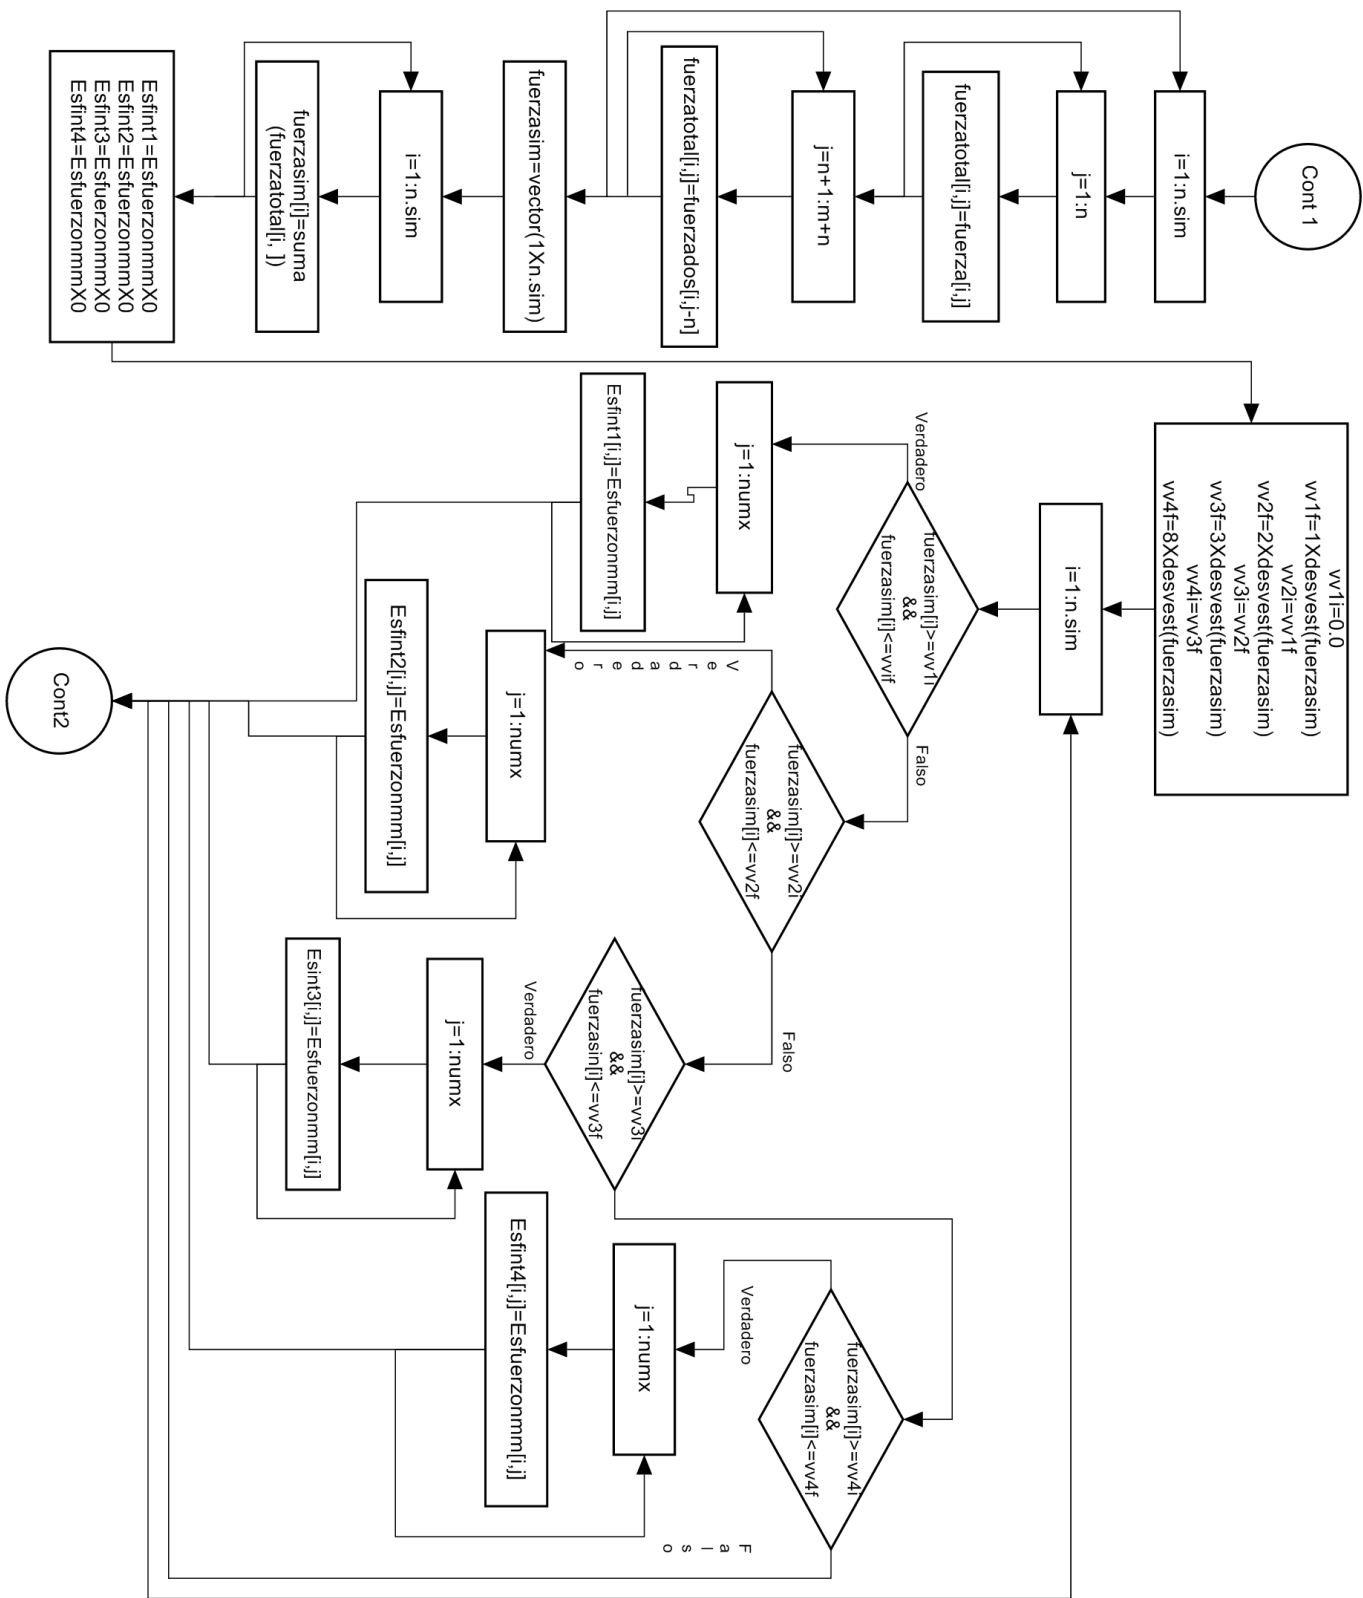 Cont 1
i=1:n.sim
j=1:n
fuerzatotal[i,j]=fuerza[i,j]
j=n+1:m+n
fuerzatotal[i,j]=fuerzados[i,j-n]
fuerzasim=vector(1Xn.sim)
i=1:n.sim
fuerzasim[i]=suma
(fuerzatotal[i, ])
Esfint1=EsfuerzonmmX0
Esfint2=EsfuerzonmmX0
Esfint3=EsfuerzonmmX0
Esfint4=EsfuerzonmmX0
vv1i=0.0
vv1f=1Xdesvest(fuerzasim)
vv2i=vv1f
vv2f=2Xdesvest(fuerzasim)
vv3i=vv2f
vv3f=3Xdesvest(fuerzasim)
vv4i=vv3f
vv4f=8Xdesvest(fuerzasim)
i=1:n.sim
fuerzasim[i]>=vv1i
&&
fuerzasim[i]<=vvif
Verdadero
Falso
j=1:numx
Esfint1[i,j]=Esfuerzonmm[i,j]
fuerzasim[i]>=vv2i
&&
fuerzasim[i]<=vv2f
Verdadero
Falso
j=1:numx
Esfint2[i,j]=Esfuerzonmm[i,j]
fuerzasim[i]>=vv3i
&&
fuerzasin[i]<=vv3f
Verdadero
j=1:numx
Esint3[i,j]=Esfuerzonmm[i,j]
fuerzasim[i]>=vv4i
&&
fuerzasim[i]<=vv4f
Verdadero
Falso
j=1:numx
Esfint4[i,j]=Esfuerzonmm[i,j]
Cont2